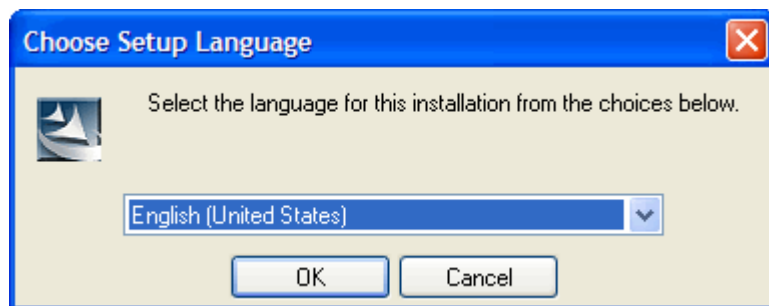 Choose Setup Language
Select the language for this installation from the choices below.
English (United States)
OK
Cancel